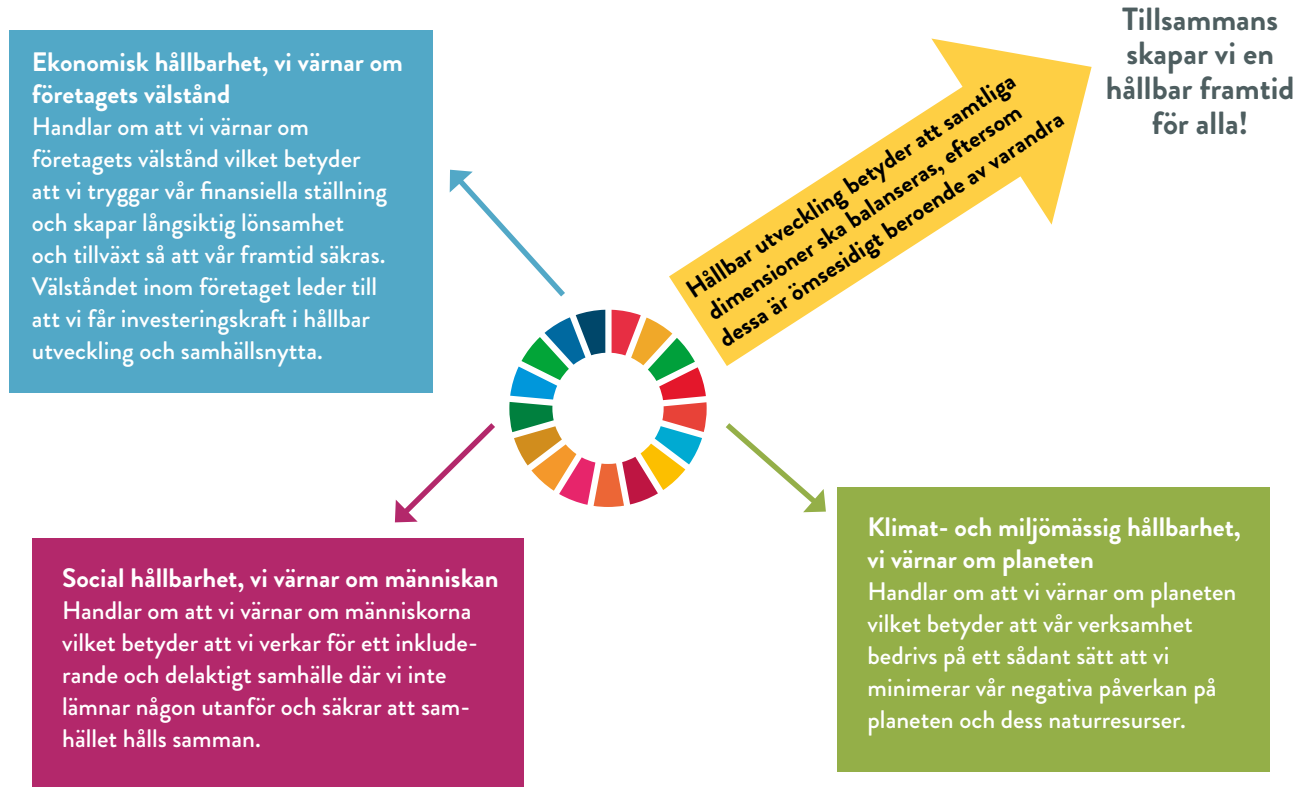 Ekonomisk hållbarhet, vi värnar om
företagets välstånd
Handlar om att vi värnar om
företagets välstånd vilket betyder
att vi tryggar vår finansiella ställning
och skapar långsiktig lönsamhet
och tillväxt så att vår framtid säkras.
Välståndet inom företaget leder till
att vi får investeringskraft i hållbar
utveckling och samhällsnytta.
Hållbar utveckling betyder att samtliga
dimensioner ska balanseras, eftersom
dessa är ömsesidigt beroende av varandra
Tillsammans
skapar vi en
hållbar framtid
för alla!
Social hållbarhet, vi värnar om människan
Handlar om att vi värnar om människorna
vilket betyder att vi verkar för ett inklude-
rande och delaktigt samhälle där vi inte
lämnar någon utanför och säkrar att sam-
hället hålls samman.
Klimat- och miljömässig hållbarhet,
vi värnar om planeten
Handlar om att vi värnar om planeten
vilket betyder att vår verksamhet
bedrivs på ett sådant sätt att vi
minimerar vår negativa påverkan på
planeten och dess naturresurser.